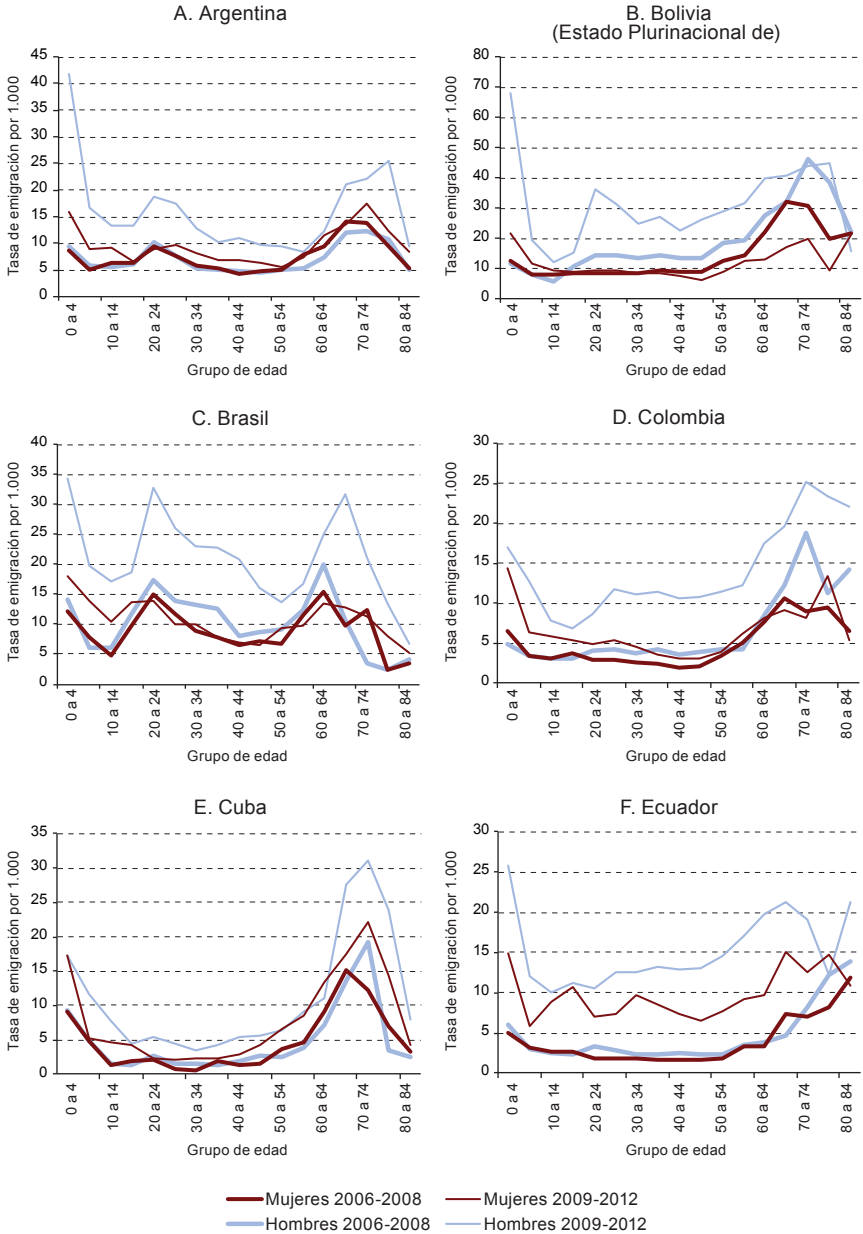 A. Argentina
Tasa de emigración por 1.000
45
40
35
30
25
20
15
10
5
0
0 a 4
10 a 14
20 a 24
30 a 34
40 a 44
50 a 54
60 a 64
70 a 74
80 a 84
Grupo de edad
B. Bolivia
(Estado Plurinacional de)
Tasa de emigración por 1.000
80
70
60
50
40
30
20
10
0
0 a 4
10 a 14
20 a 24
30 a 34
40 a 44
50 a 54
60 a 64
70 a 74
80 a 84
Grupo de edad
C. Brasil
Tasa de emigración por 1.000
40
35
30
25
20
15
10
5
0
0 a 4
10 a 14
20 a 24
30 a 34
40 a 44
50 a 54
60 a 64
70 a 74
80 a 84
Grupo de edad
D. Colombia
Tasa de emigración por 1.000
30
25
20
15
10
5
0
0 a 4
10 a 14
20 a 24
30 a 34
40 a 44
50 a 54
60 a 64
70 a 74
80 a 84
Grupo de edad
E. Cuba
Tasa de emigración por 1.000
35
30
25
20
15
10
5
0
0 a 4
10 a 14
20 a 24
30 a 34
40 a 44
50 a 54
60 a 64
70 a 74
80 a 84
Grupo de edad
F. Ecuador
Tasa de emigración por 1.000
30
25
20
15
10
5
0
0 a 4
10 a 14
20 a 24
30 a 34
40 a 44
50 a 54
60 a 64
70 a 74
80 a 84
Grupo de edad
Mujeres 2006-2008
Mujeres 2009-2012
Hombres 2006-2008
Hombres 2009-2012